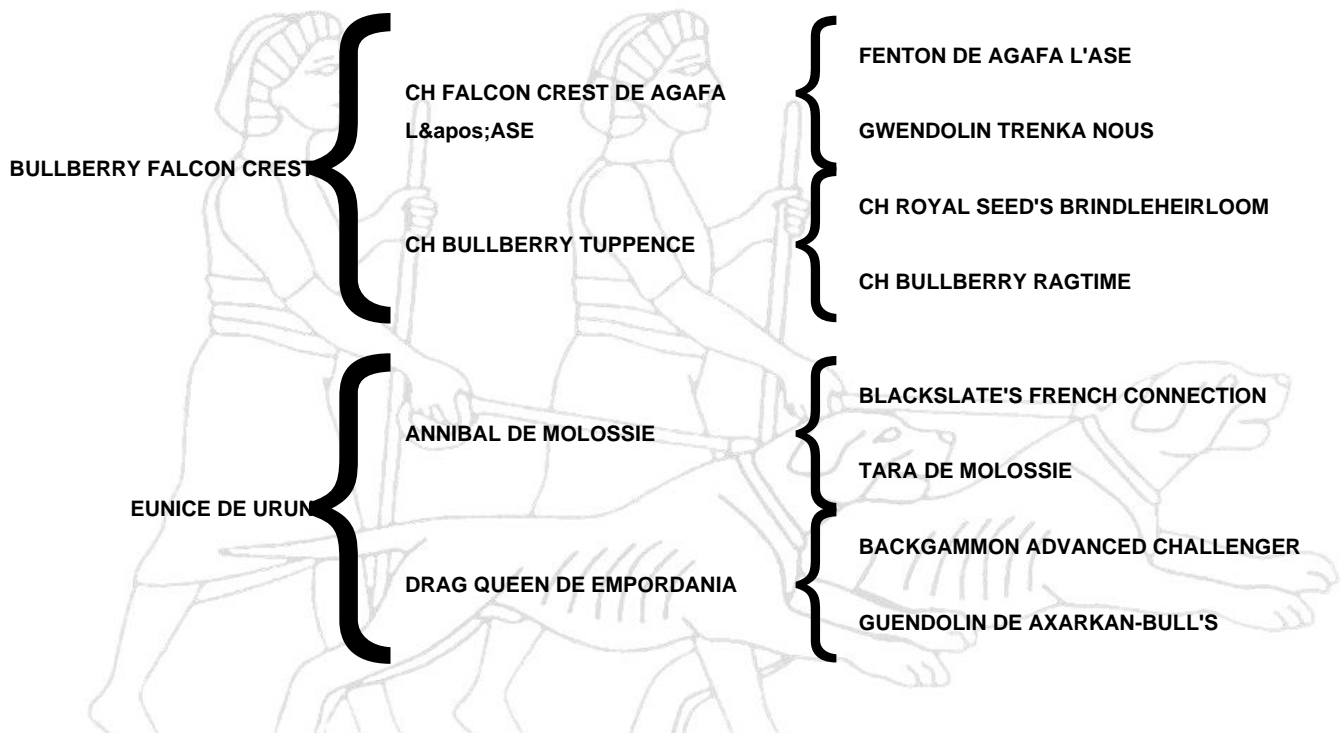 BULLBERRY FALCON CREST
CH FALCON CREST DE AGAFA
L&apos;ASE
FENTON DE AGAFA L'ASE
GWENDOLIN TRENKA NOUS
CH BULLBERRY TUPPENCE
CH ROYAL SEED'S BRINDLEHEIRLOOM
CH BULLBERRY RAGTIME
EUNICE DE URUN
ANNIBAL DE MOLOSSIE
BLACKSLATE'S FRENCH CONNECTION
TARA DE MOLOSSIE
DRAG QUEEN DE EMPORDANIA
BACKGAMMON ADVANCED CHALLENGER
GUENDOLIN DE AXARKAN-BULL'S